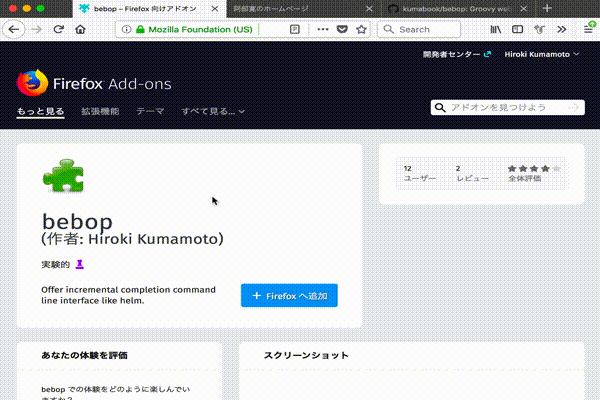 bebop – Firefox 向けアドオン
阿部寛のホームページ
kumabook/bebop: Groovy web
Mozilla Foundation (US)
Search
開発者センター
Hiroki Kumamoto
Firefox Add-ons
もっと見る 拡張機能 テーマ すべて見る...
アドオンを見つけよう
bebop
(作者: Hiroki Kumamoto)
実験的
Offer incremental completion command
line interface like helm.
+ Firefox へ追加
12 2
ユーザー レビュー 全体評価
あなたの体験を評価
bebop での体験をどのように楽しんでい
ますか?
スクリーンショット